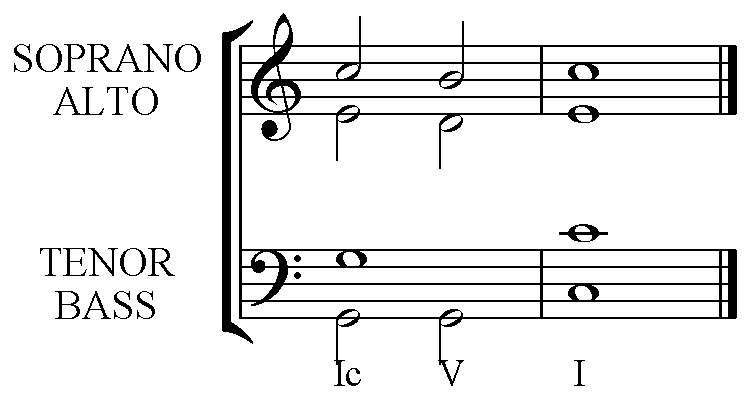 SOPRANO
ALTO
TENOR
BASS
Ic V I